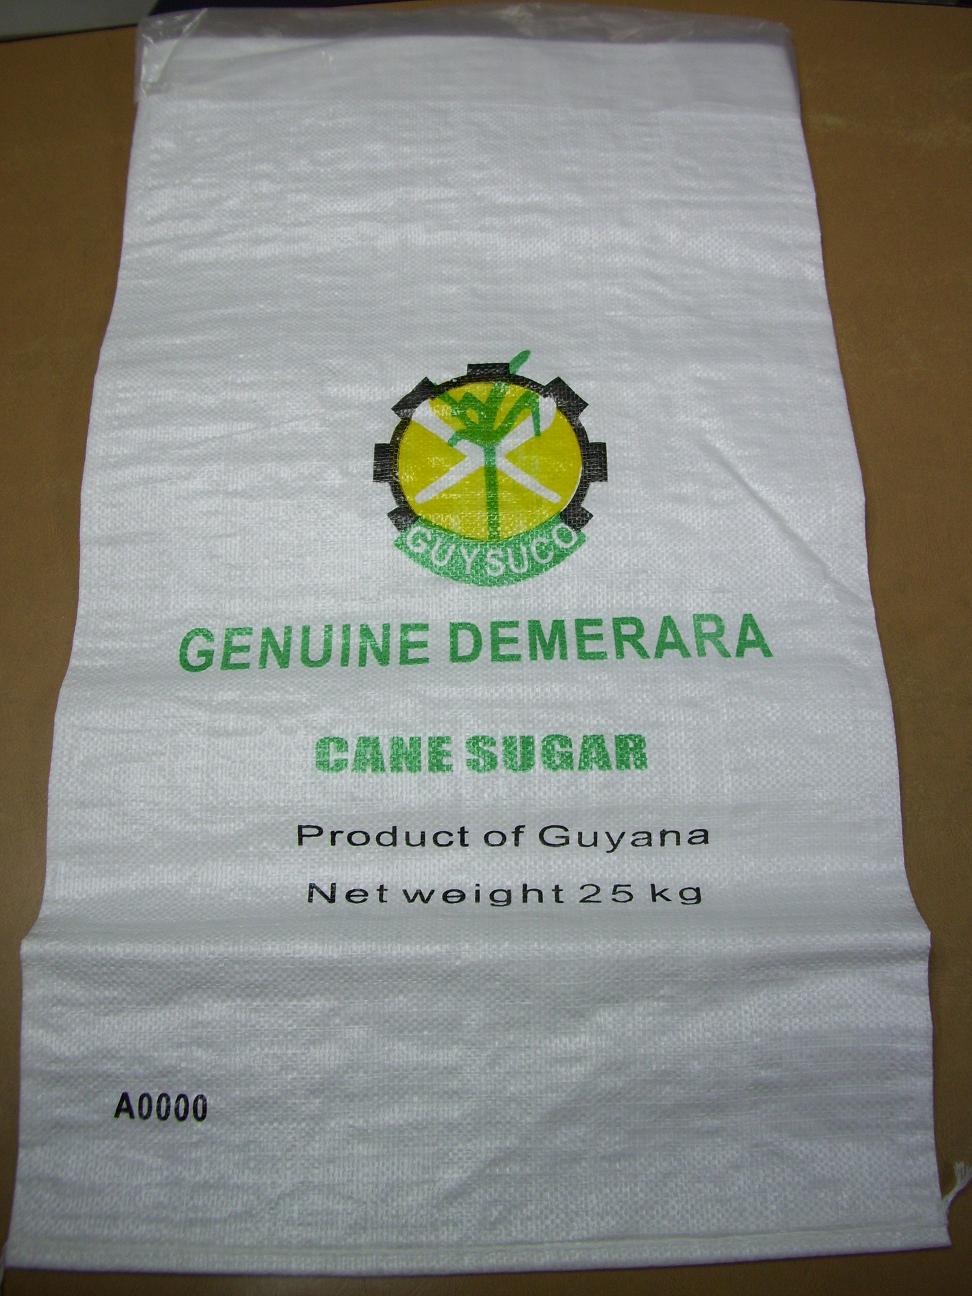 GUYSUCO
GENUINE DEMERARA
CANE SUGAR
Product of Guyana
Net weight 25 kg
A0000